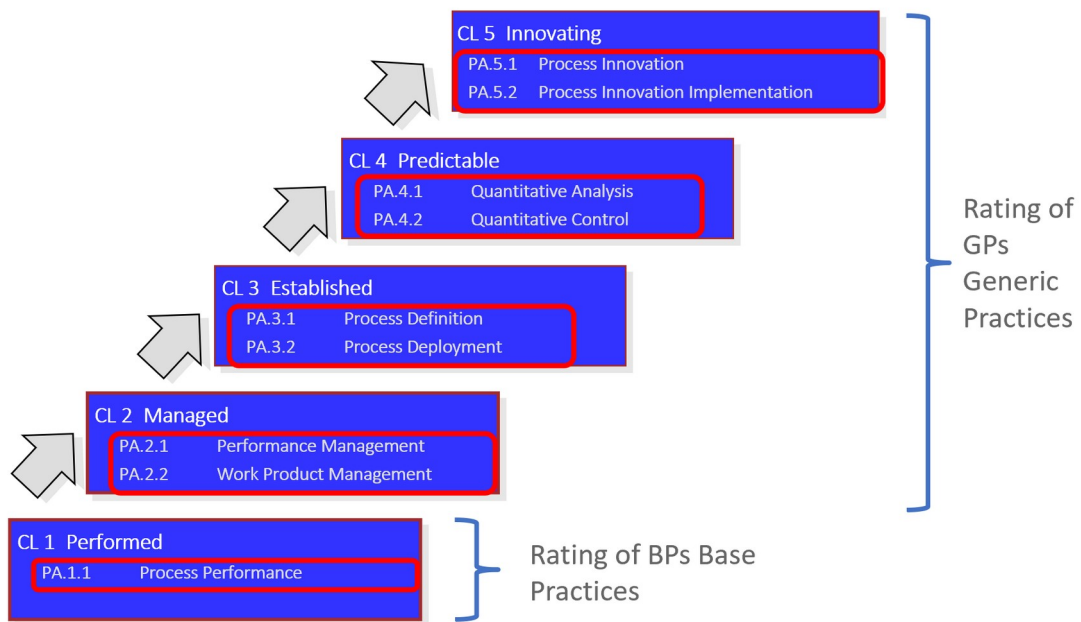 CL 5 Innovating
PA.5.1 Process Innovation
PA.5.2 Process Innovation Implementation
CL 4 Predictable
PA.4.1 Quantitative Analysis
PA.4.2 Quantitative Control
Rating of
GPs
Generic
Practices
CL 3 Established
PA.3.1 Process Definition
PA.3.2 Process Deployment
CL 2 Managed
PA.2.1 Performance Management
PA.2.2 Work Product Management
CL 1 Performed
PA.1.1 Process Performance
Rating of BPs Base
Practices